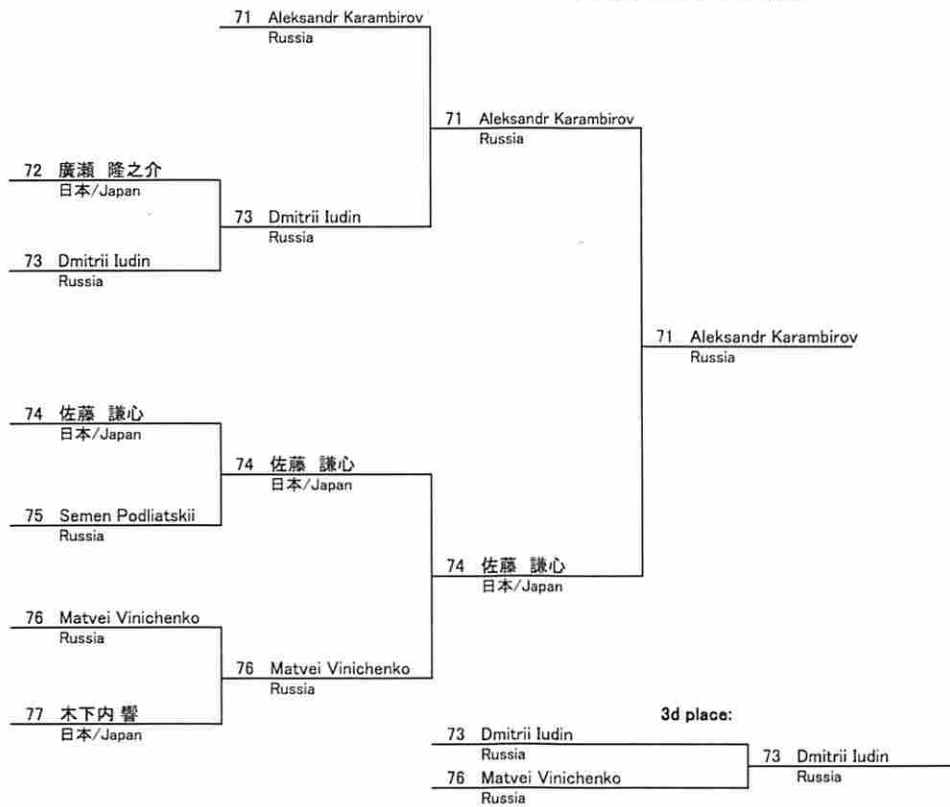 71 Aleksandr Karambirov
Russia
71 Aleksandr Karambirov
Russia
72 廣瀬 隆之介
日本/Japan
73 Dmitrii Iudin
Russia
73 Dmitrii Iudin
Russia
71 Aleksandr Karambirov
Russia
74 佐藤 謙心
日本/Japan
74 佐藤 謙心
日本/Japan
75 Semen Podliatskii
Russia
74 佐藤 謙心
日本/Japan
76 Matvei Vinichenko
Russia
76 Matvei Vinichenko
Russia
77 木下内 響
日本/Japan
3d place:
73 Dmitrii Iudin
Russia
73 Dmitrii Iudin
Russia
76 Matvei Vinichenko
Russia